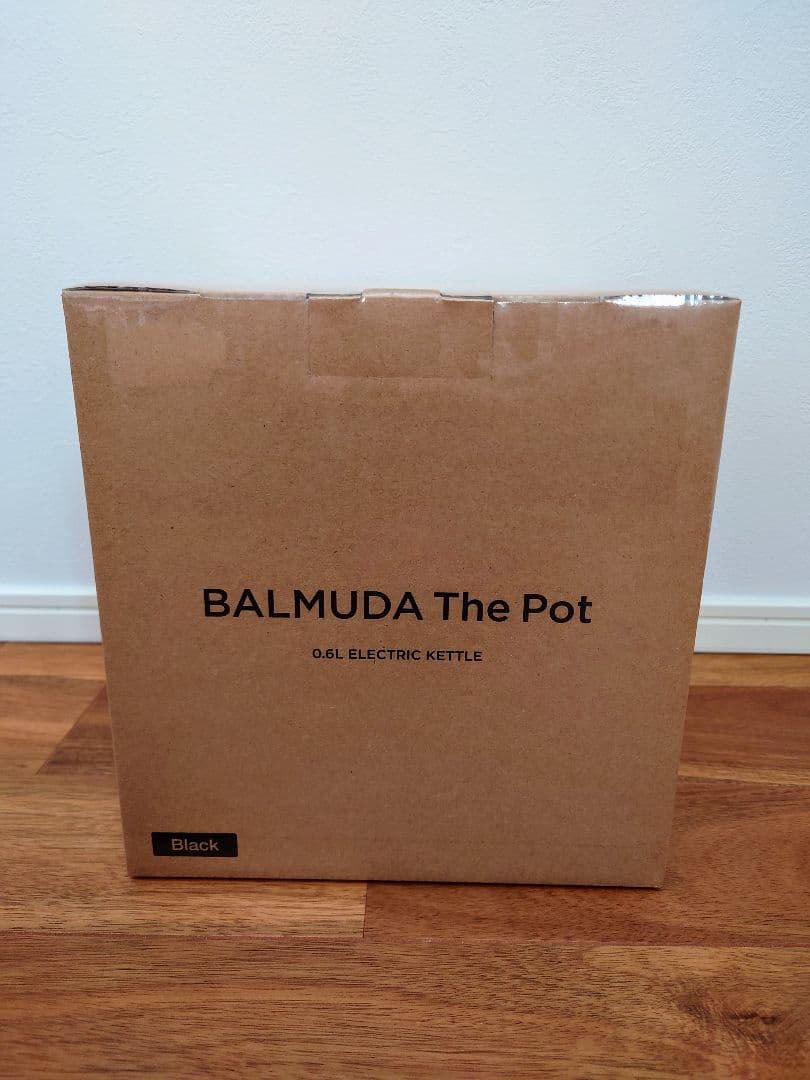 BALMUDA The Pot
0.6L ELECTRIC KETTLE
Black